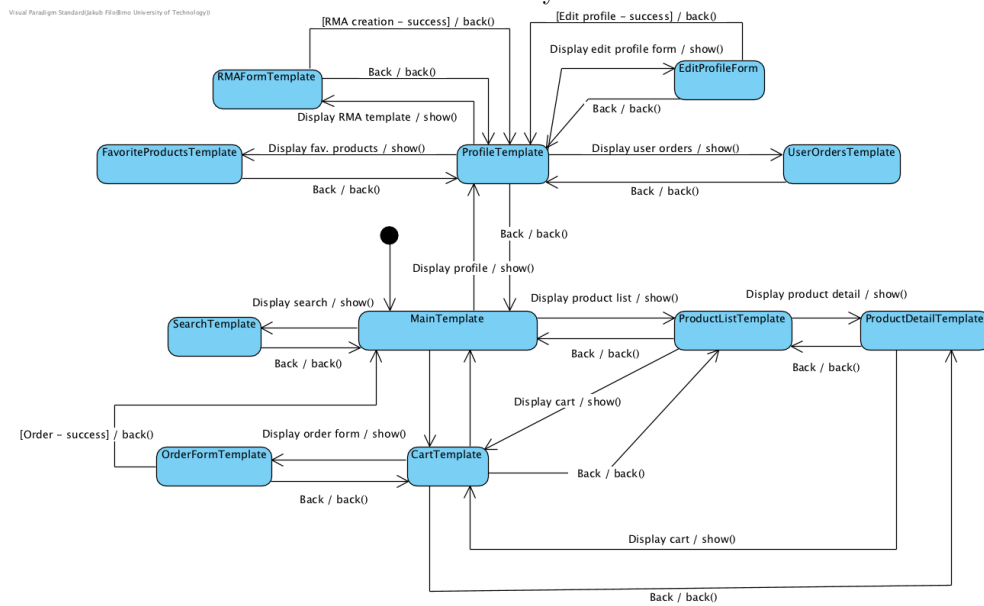 Visual Paradigm Standard(Jakub Filo(Brno University of Technology))
y
[RMA creation - success] / back()
[Edit profile - success] / back()
Display edit profile form / show()
RMAFormTemplate
Back / back()
EditProfileForm
Display RMA template / show()
Back / back()
FavoriteProductsTemplate
Display fav. products / show()
ProfileTemplate
Display user orders / show()
UserOrdersTemplate
Back / back()
Back / back()
Back / back()
Display profile / show()
Display search / show()
Display product list / show()
Display product detail / show()
SearchTemplate
MainTemplate
ProductListTemplate
ProductDetailTemplate
Back / back()
Back / back()
Back / back()
Display cart / show()
[Order - success] / back()
Display order form / show()
OrderFormTemplate
CartTemplate
Back / back()
Back / back()
Display cart / show()
Back / back()